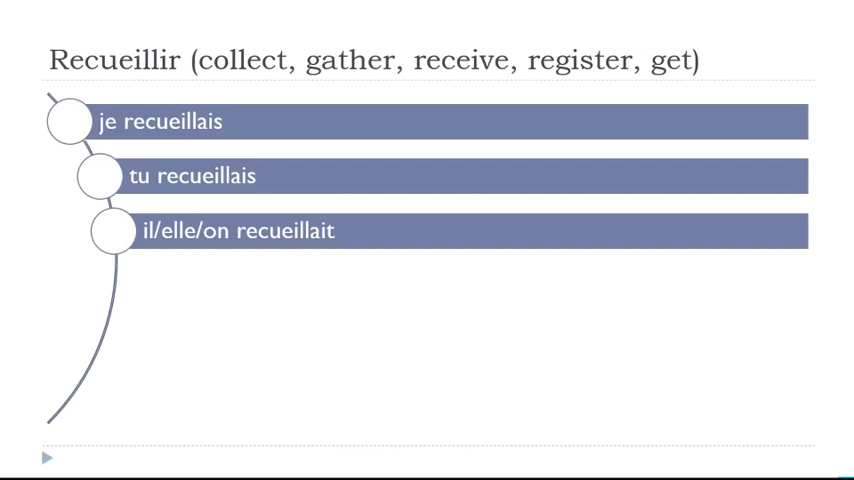 Recueillir (collect, gather, receive, register, get)
je recueillais
tu recueillais
il/elle/on recueillait